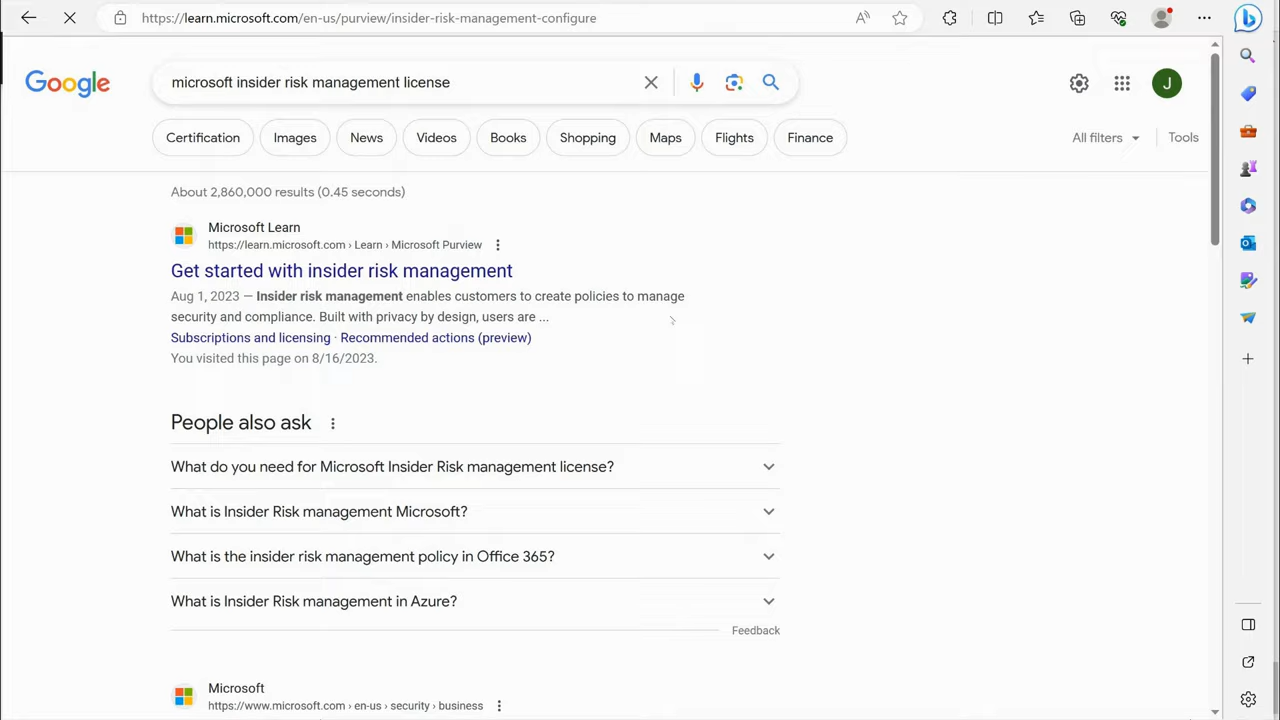 https://learn.microsoft.com/en-us/purview/insider-risk-management-configure
Google
microsoft insider risk management license
J
Certification
Images
News
Videos
Books
Shopping
Maps
Flights
Finance
All filters
Tools
About 2,860,000 results (0.45 seconds)
Microsoft Learn
https://learn.microsoft.com › Learn › Microsoft Purview
Get started with insider risk management
Aug 1, 2023 — Insider risk management enables customers to create policies to manage
security and compliance. Built with privacy by design, users are ...
Subscriptions and licensing · Recommended actions (preview)
You visited this page on 8/16/2023.
People also ask
What do you need for Microsoft Insider Risk management license?
What is Insider Risk management Microsoft?
What is the insider risk management policy in Office 365?
What is Insider Risk management in Azure?
Feedback
Microsoft
https://www.microsoft.com › en-us › security › business